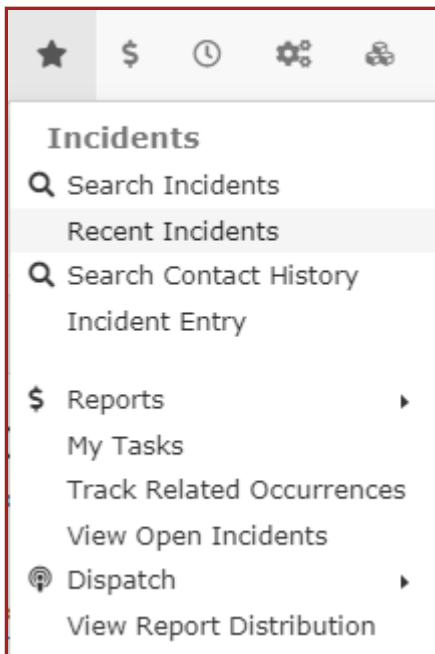 Incidents
Search Incidents
Recent Incidents
Search Contact History
Incident Entry
$ Reports
My Tasks
Track Related Occurrences
View Open Incidents
Dispatch
View Report Distribution